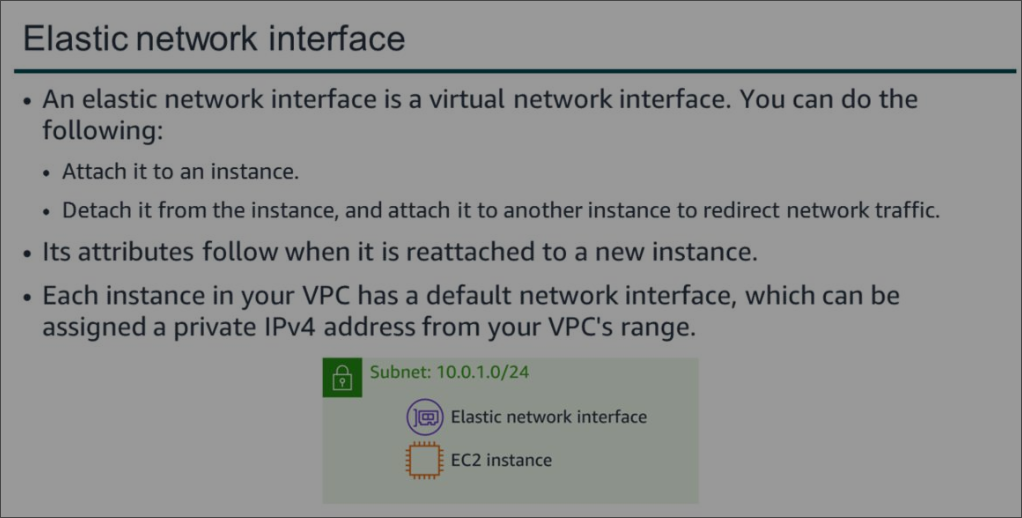 Elastic network interface
• An elastic network interface is a virtual network interface. You can do the
following:
• Attach it to an instance.
• Detach it from the instance, and attach it to another instance to redirect network traffic.
• Its attributes follow when it is reattached to a new instance.
• Each instance in your VPC has a default network interface, which can be
assigned a private IPv4 address from your VPC's range.
Subnet: 10.0.1.0/24
Elastic network interface
EC2 instance